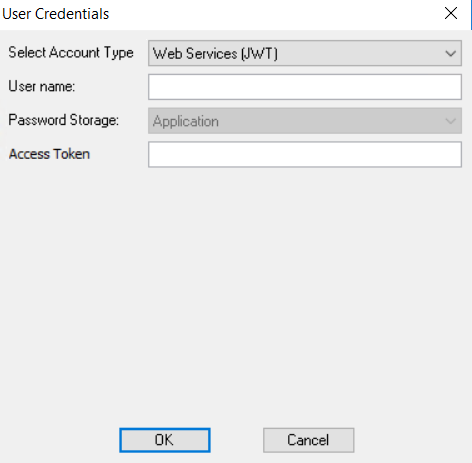 User Credentials
Select Account Type Web Services (JWT)
User name:
Password Storage: Application
Access Token
OK Cancel